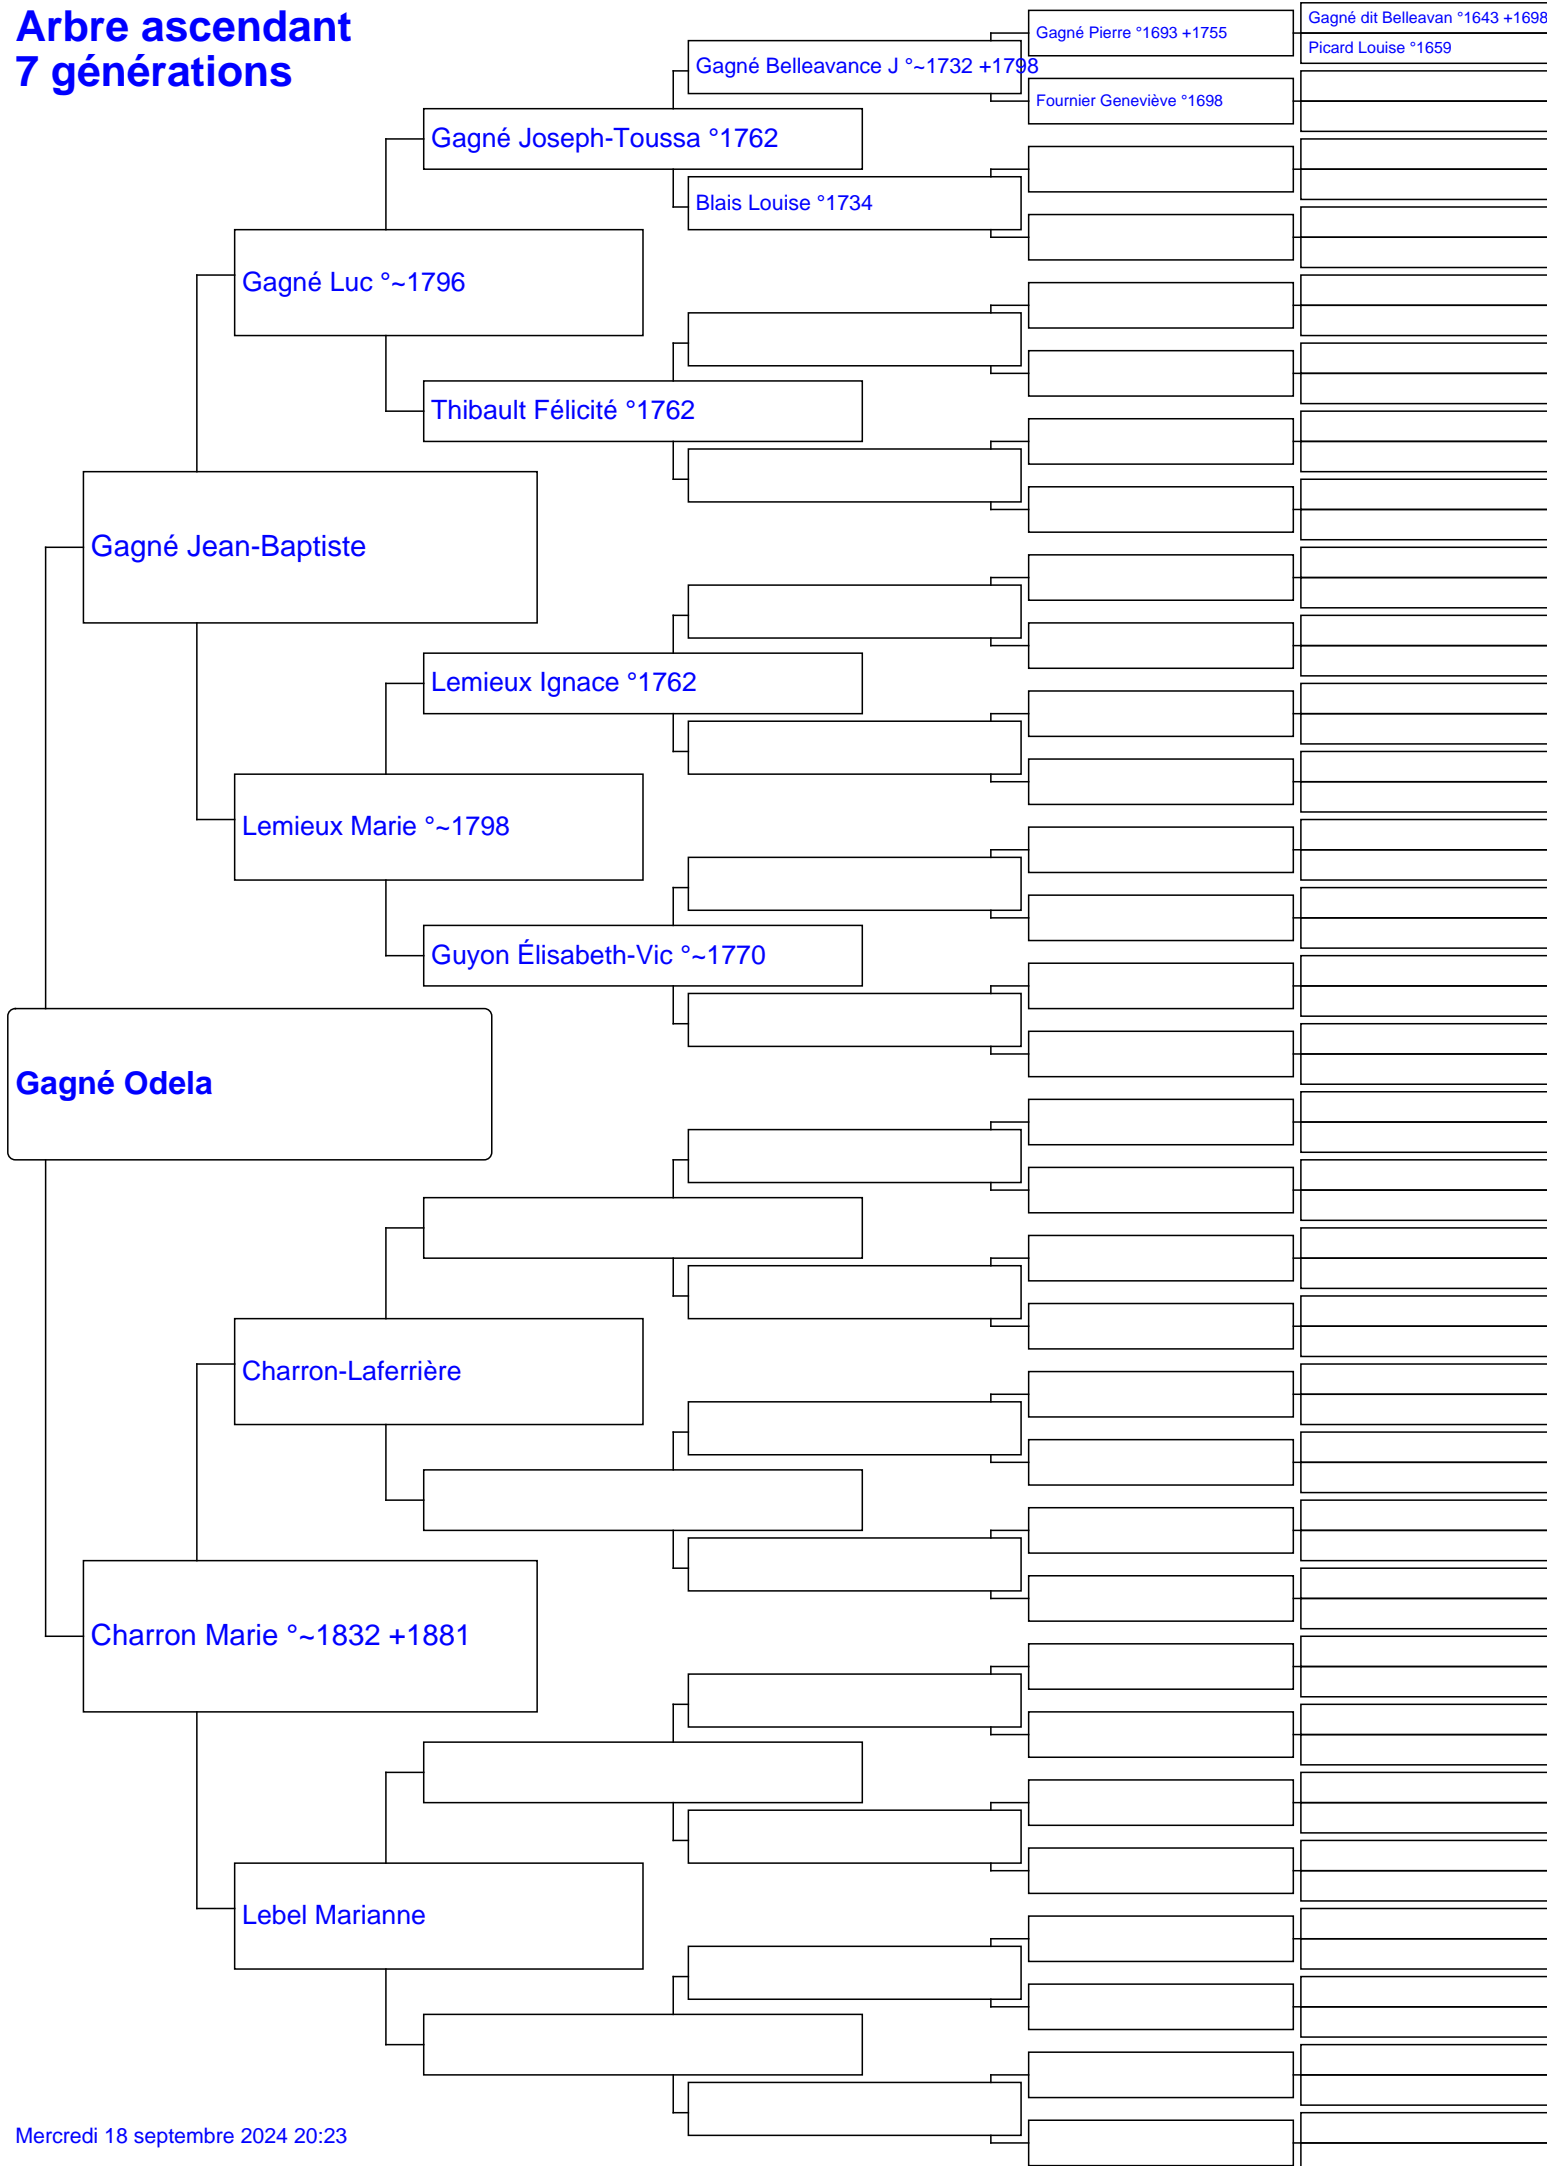 Arbre ascendant
7 générations
Gagné dit Belleavan °1643 +1698
Gagné Pierre °1693 +1755
Picard Louise °1659
Gagné Belleavance J °~1732 +1798
Fournier Geneviève °1698
Gagné Joseph-Toussa °1762
Blais Louise °1734
Gagné Luc °~1796
Thibault Félicité °1762
Gagné Jean-Baptiste
Lemieux Ignace °1762
Lemieux Marie °~1798
Guyon Élisabeth-Vic °~1770
Gagné Odela
Charron-Laferrière
Charron Marie °~1832 +1881
Lebel Marianne
Mercredi 18 septembre 2024 20:23